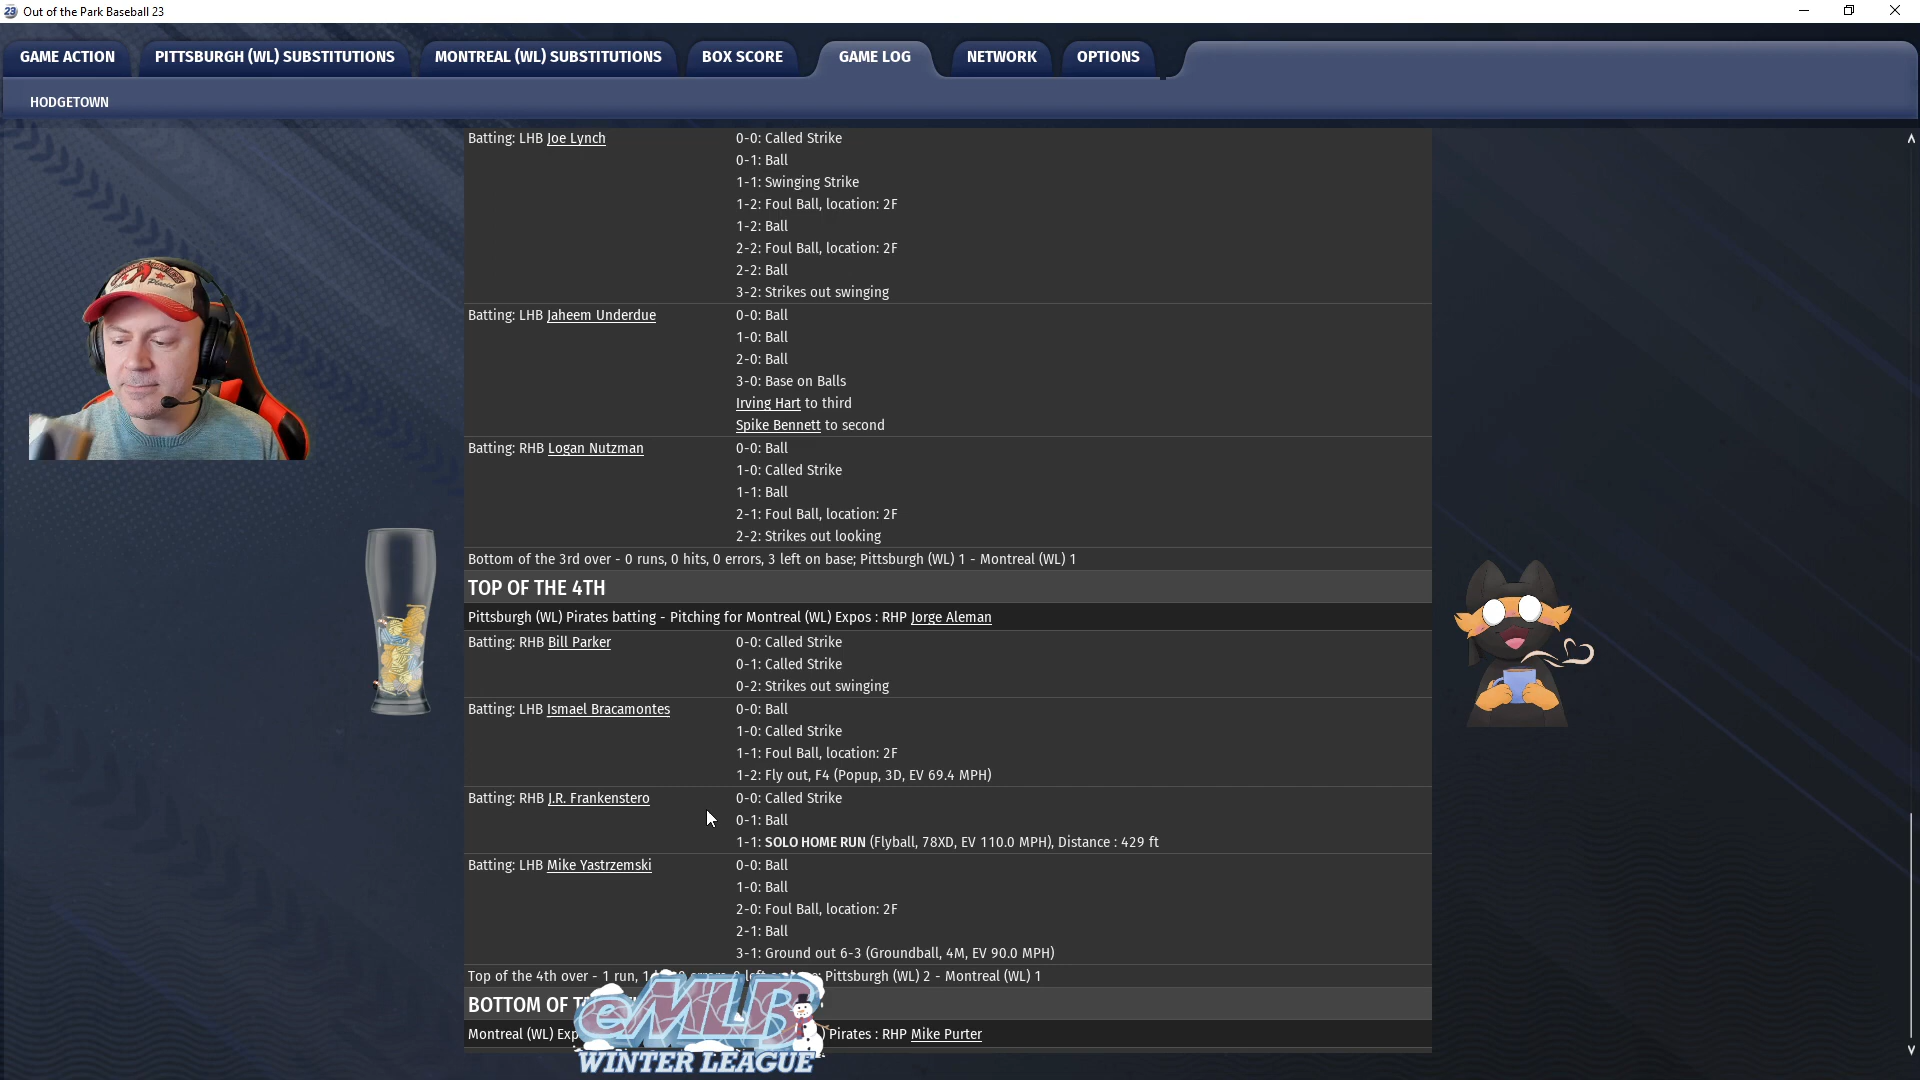 23 Out of the Park Baseball 23
GAME ACTION PITTSBURGH (WL) SUBSTITUTIONS MONTREAL (WL) SUBSTITUTIONS BOX SCORE GAME LOG NETWORK OPTIONS
HODGETOWN
Batting: LHB Joe Lynch 0-0: Called Strike
0-1: Ball
1-1: Swinging Strike
1-2: Foul Ball, location: 2F
1-2: Ball
2-2: Foul Ball, location: 2F
2-2: Ball
3-2: Strikes out swinging
Batting: LHB Jaheem Underdue 0-0: Ball
1-0: Ball
2-0: Ball
3-0: Base on Balls
Irving Hart to third
Spike Bennett to second
Batting: RHB Logan Nutzman 0-0: Ball
1-0: Called Strike
1-1: Ball
2-1: Foul Ball, location: 2F
2-2: Strikes out looking
Bottom of the 3rd over - 0 runs, 0 hits, 0 errors, 3 left on base; Pittsburgh (WL) 1 - Montreal (WL) 1
TOP OF THE 4TH
Pittsburgh (WL) Pirates batting - Pitching for Montreal (WL) Expos : RHP Jorge Aleman
Batting: RHB Bill Parker 0-0: Called Strike
0-1: Called Strike
0-2: Strikes out swinging
Batting: LHB Ismael Bracamontes 0-0: Ball
1-0: Called Strike
1-1: Foul Ball, location: 2F
1-2: Fly out, F4 (Popup, 3D, EV 69.4 MPH)
Batting: RHB J.R. Frankenstero 0-0: Called Strike
0-1: Ball
1-1: SOLO HOME RUN (Flyball, 78XD, EV 110.0 MPH), Distance : 429 ft
Batting: LHB Mike Yastrzemski 0-0: Ball
1-0: Ball
2-0: Foul Ball, location: 2F
2-1: Ball
3-1: Ground out 6-3 (Groundball, 4M, EV 90.0 MPH)
Top of the 4th over - 1 run, Pittsburgh (WL) 2 - Montreal (WL) 1
BOTTOM OF
Montreal (WL) Pirates : RHP Mike Purter
eMLB
WINTER LEAGUE